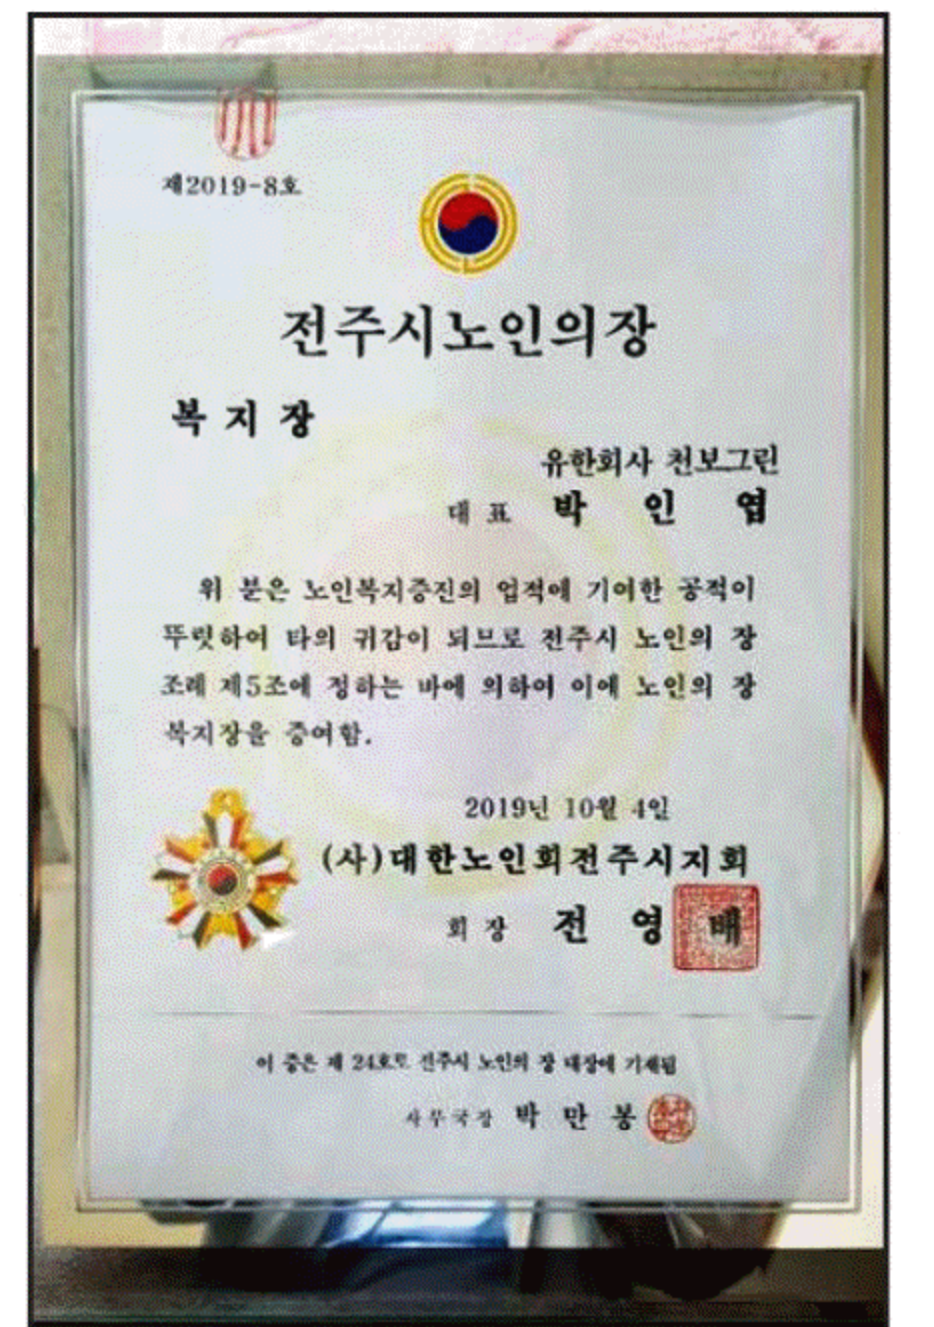 제2019-8호
전주시노인의장
복지장
유한회사 천보그린
대표 박인엽
위 분은 노인복지증진의 업적에 기여한 공적이
뚜렷하여 타의 귀감이 되므로 전주시 노인의 장
조례 제5조에 정하는 바에 의하여 이에 노인의 장
복지장을 증여함.
2019년 10월 4일
(사)대한노인회전주시지회
회장 전영배
이 증은 제 24호로 전주시 노인의 장 대장에 기재됨
사무국장 박만봉